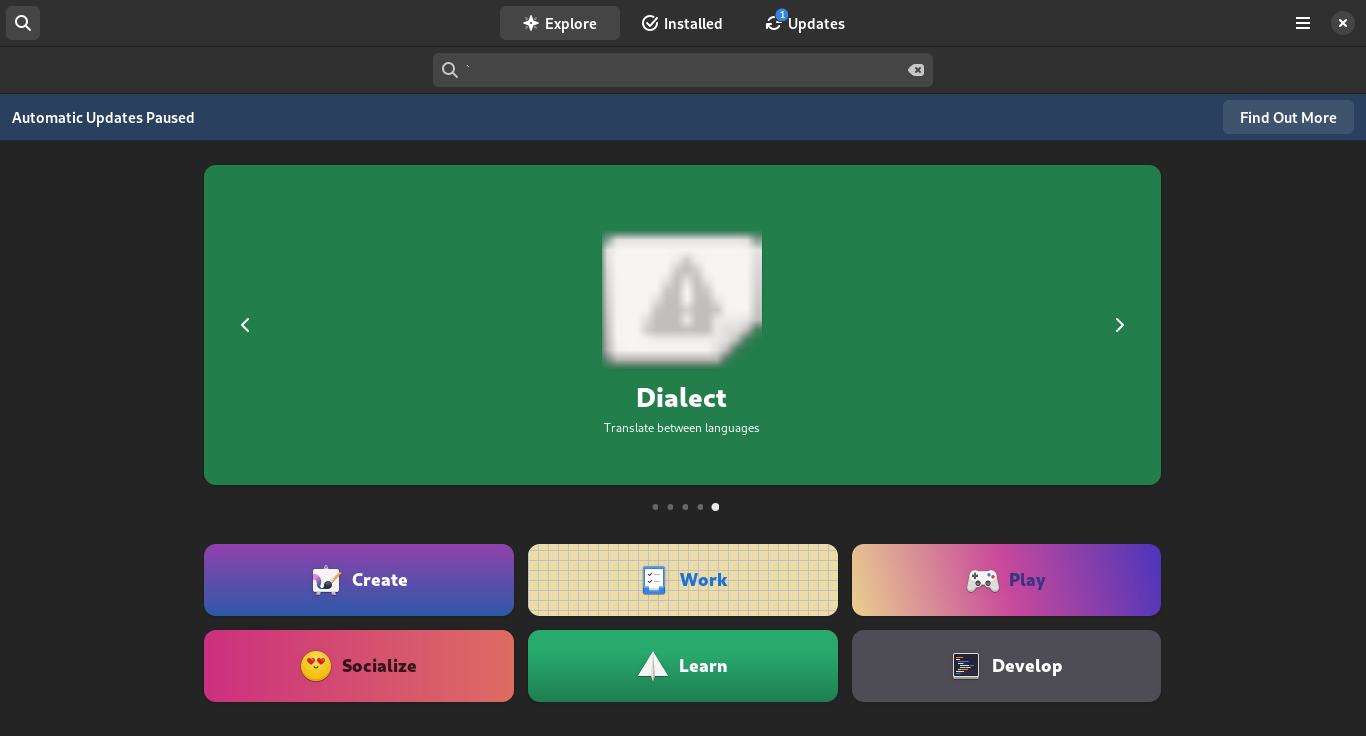 Explore
Installed
1
Updates
`
Automatic Updates Paused
Find Out More
Dialect
Translate between languages
Create
Work
Play
Socialize
Learn
Develop